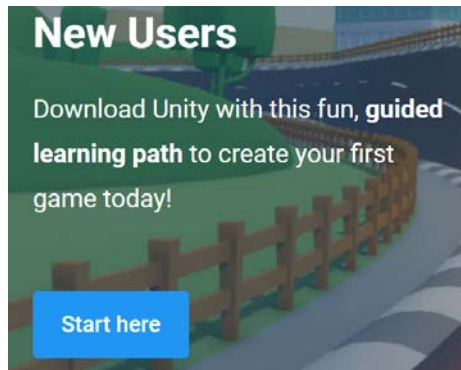 New Users
Download Unity with this fun, guided
learning path to create your first
game today!
Start here